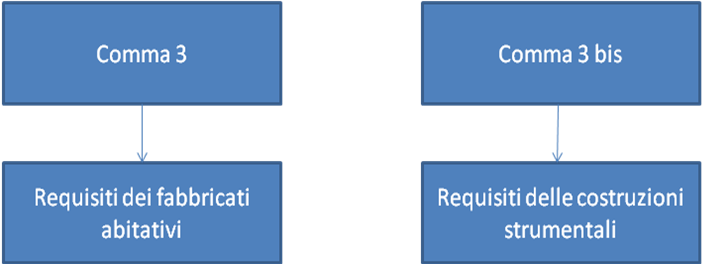 Comma 3
Comma 3 bis
Requisiti dei fabbricati
abitativi
Requisiti delle costruzioni
strumentali